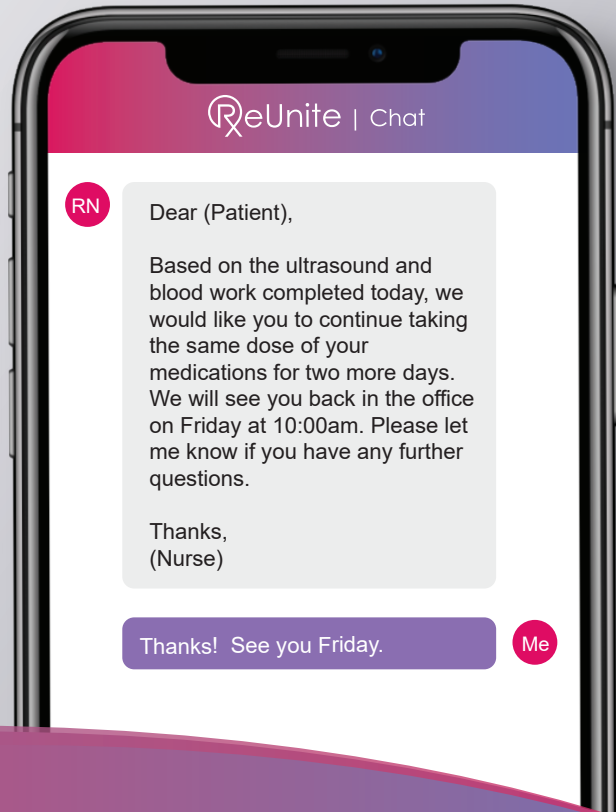 ReUnite | Chat
RN
Dear (Patient),
Based on the ultrasound and
blood work completed today, we
would like you to continue taking
the same dose of your
medications for two more days.
We will see you back in the office
on Friday at 10:00am. Please let
me know if you have any further
questions.
Thanks,
(Nurse)
Thanks!  See you Friday.
Me